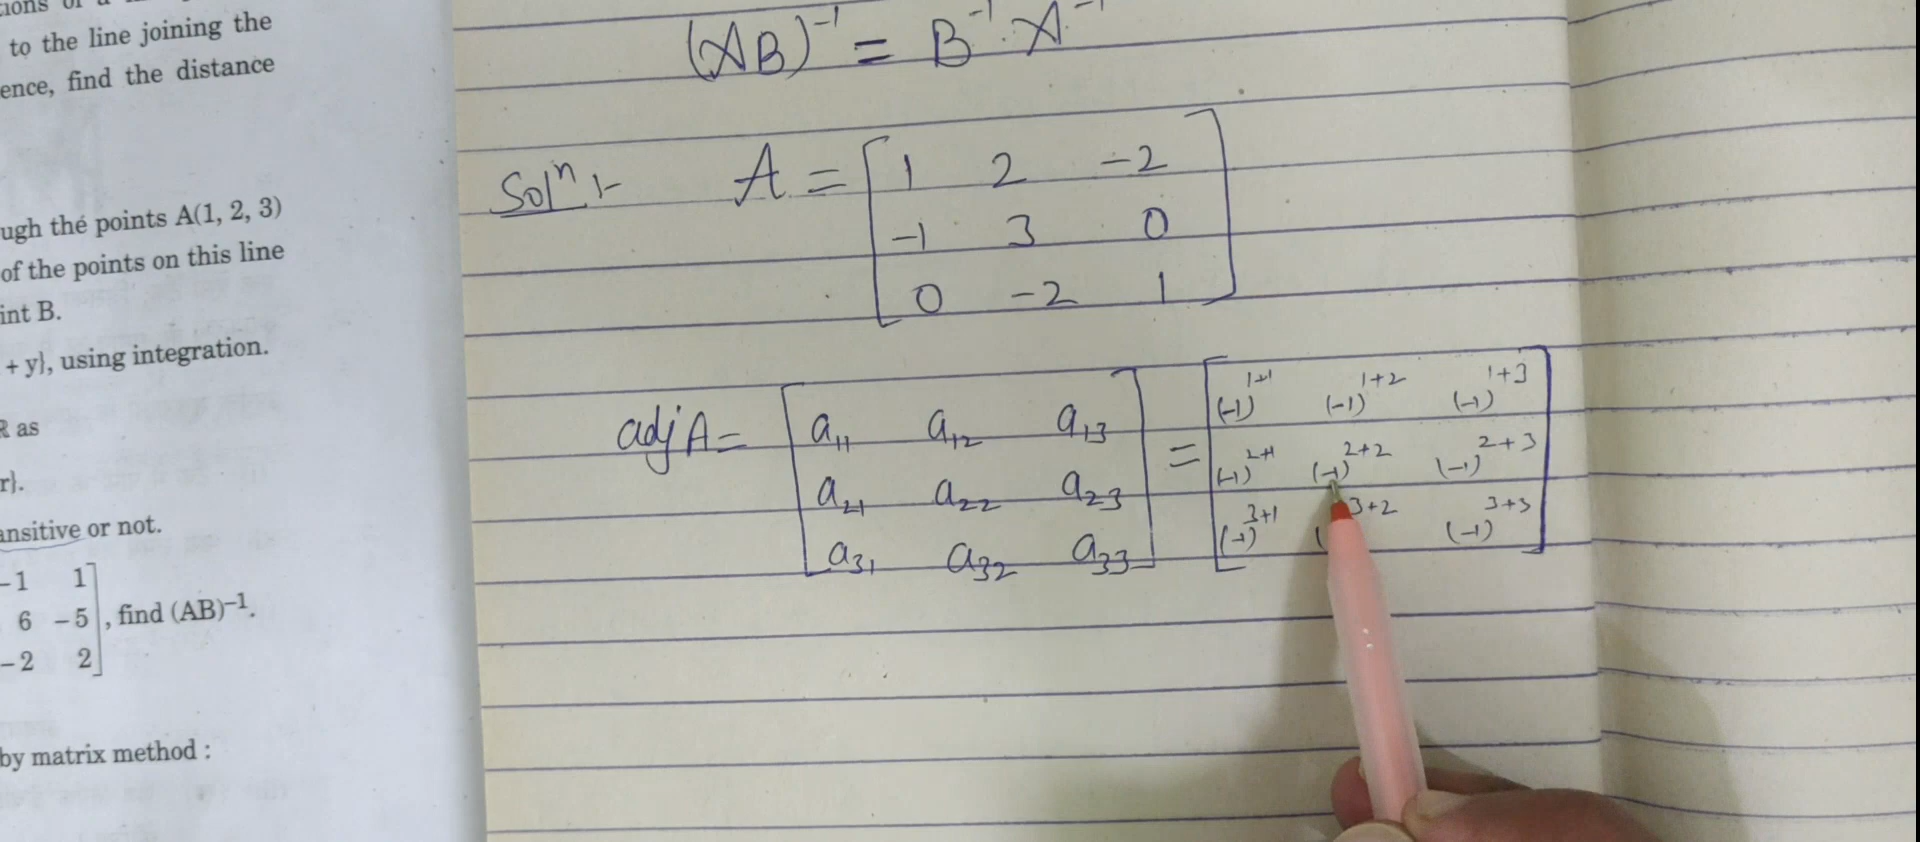 to the line joining the
ence, find the distance
ugh the points A(1, 2, 3)
of the points on this line
int B.
+ y}, using integration.
R as
r}.
ansitive or not.
-1 1
6 -5 , find (AB)⁻¹.
-2 2
by matrix method :
(AB)⁻¹ = B⁻¹. A⁻¹
Solⁿ :- A = [1 2 -2
-1 3 0
0 -2 1]
adj A = [a₁₁ a₁₂ a₁₃
a₂₁ a₂₂ a₂₃
a₃₁ a₃₂ a₃₃]
= [(-1)¹⁺¹ (-1)¹⁺² (-1)¹⁺³
(-1)²⁺¹ (-1)²⁺² (-1)²⁺³
(-1)³⁺¹ ( ³⁺² (-1)³⁺³]